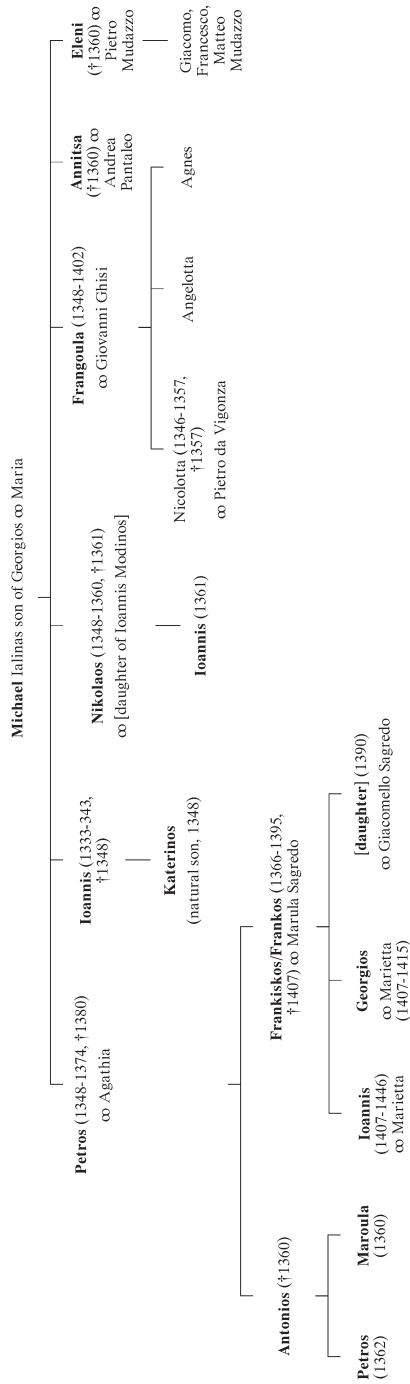 Michael Ialinas son of Georgios ꝏ Maria
Petros (1348-1374, †1380)
ꝏ Agathia
Ioannis (1333-343,
†1348)
Nikolaos (1348-1360, †1361)
ꝏ [daughter of Ioannis Modinos]
Frangoula (1348-1402)
ꝏ Giovanni Ghisi
Annitsa
(†1360) ꝏ
Andrea
Pantaleo
Eleni
(†1360) ꝏ
Pietro
Mudazzo
Katerinos
(natural son, 1348)
Ioannis (1361)
Nicolotta (1346-1357,
†1357)
ꝏ Pietro da Vigonza
Angelotta
Agnes
Giacomo,
Francesco,
Matteo
Mudazzo
Antonios (†1360)
Frankiskos/Frankos (1366-1395,
†1407) ꝏ Marula Sagredo
Petros
(1362)
Maroula
(1360)
Ioannis
(1407-1446)
ꝏ Marietta
Georgios
ꝏ Marietta
(1407-1415)
[daughter] (1390)
ꝏ Giacomello Sagredo